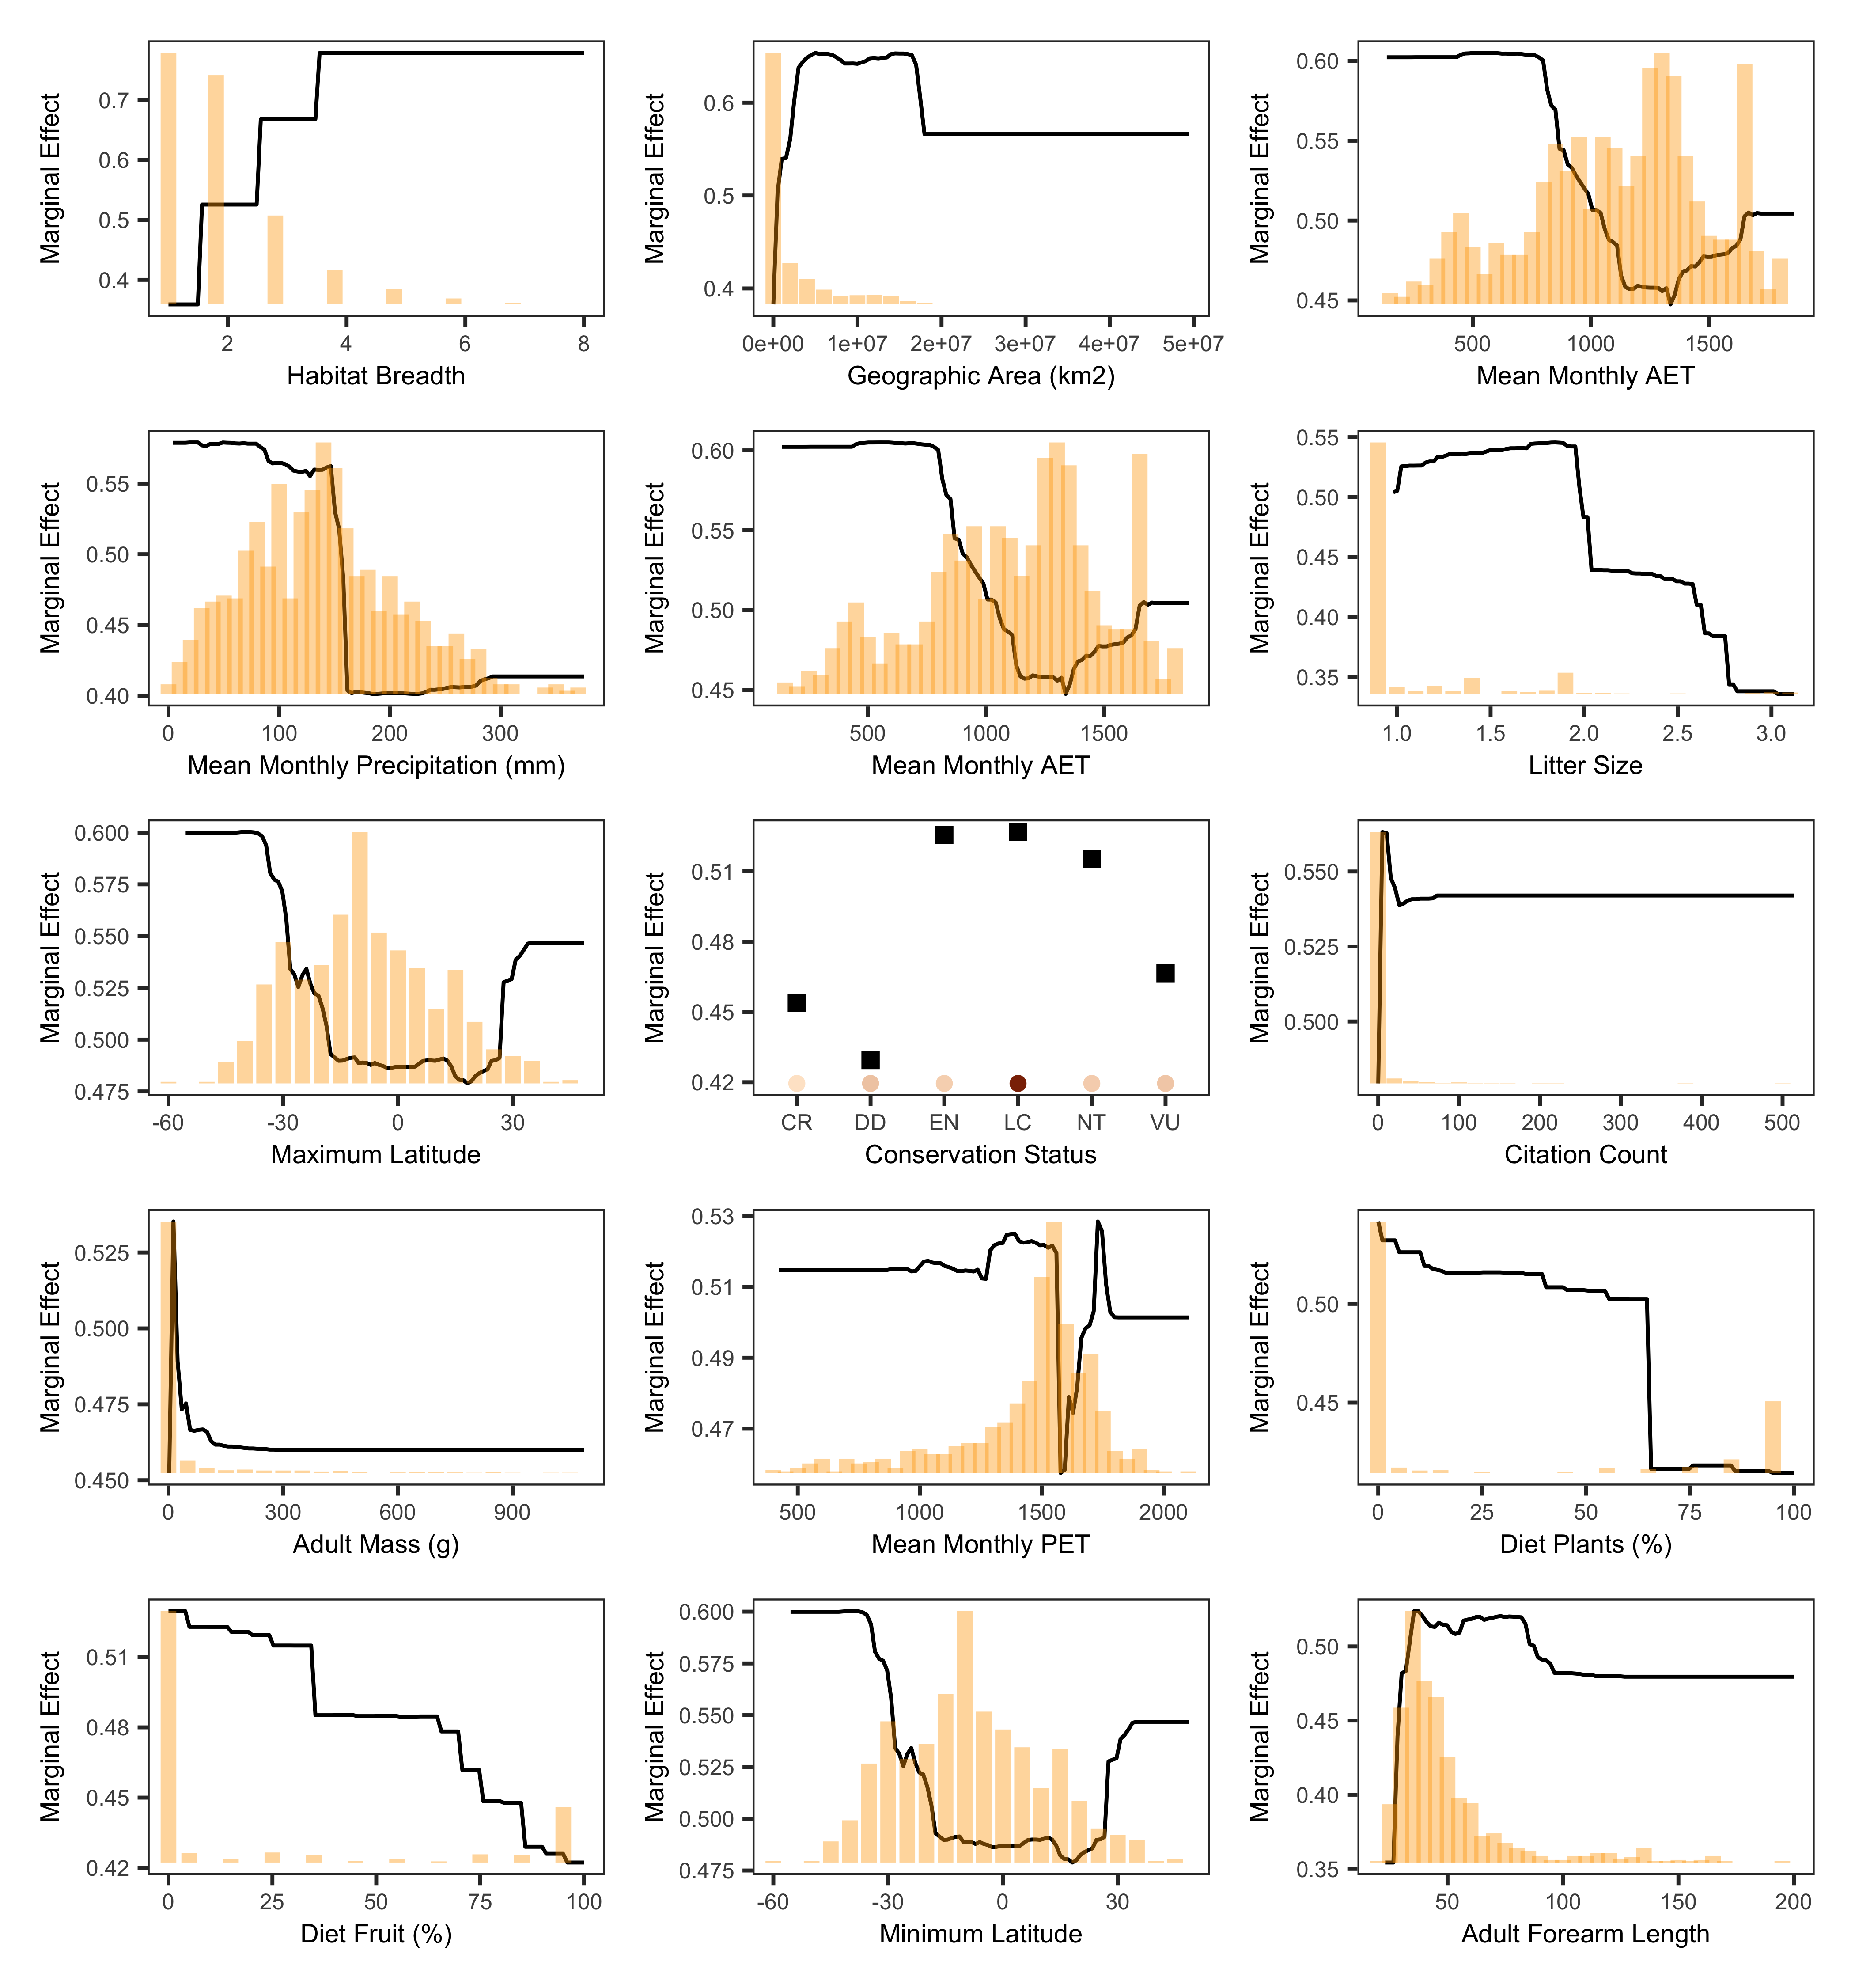 Marginal Effect
0.7
0.6
0.5
0.4
2 4 6 8
Habitat Breadth
Marginal Effect
0.6
0.5
0.4
0e+00 1e+07 2e+07 3e+07 4e+07 5e+07
Geographic Area (km2)
Marginal Effect
0.60
0.55
0.50
0.45
500 1000 1500
Mean Monthly AET
Marginal Effect
0.55
0.50
0.45
0.40
0 100 200 300
Mean Monthly Precipitation (mm)
Marginal Effect
0.60
0.55
0.50
0.45
500 1000 1500
Mean Monthly AET
Marginal Effect
0.55
0.50
0.45
0.40
0.35
1.0 1.5 2.0 2.5 3.0
Litter Size
Marginal Effect
0.600
0.575
0.550
0.525
0.500
0.475
-60 -30 0 30
Maximum Latitude
Marginal Effect
0.51
0.48
0.45
0.42
CR DD EN LC NT VU
Conservation Status
Marginal Effect
0.550
0.525
0.500
0 100 200 300 400 500
Citation Count
Marginal Effect
0.525
0.500
0.475
0.450
0 300 600 900
Adult Mass (g)
Marginal Effect
0.53
0.51
0.49
0.47
500 1000 1500 2000
Mean Monthly PET
Marginal Effect
0.50
0.45
0 25 50 75 100
Diet Plants (%)
Marginal Effect
0.51
0.48
0.45
0.42
0 25 50 75 100
Diet Fruit (%)
Marginal Effect
0.600
0.575
0.550
0.525
0.500
0.475
-60 -30 0 30
Minimum Latitude
Marginal Effect
0.50
0.45
0.40
0.35
50 100 150 200
Adult Forearm Length